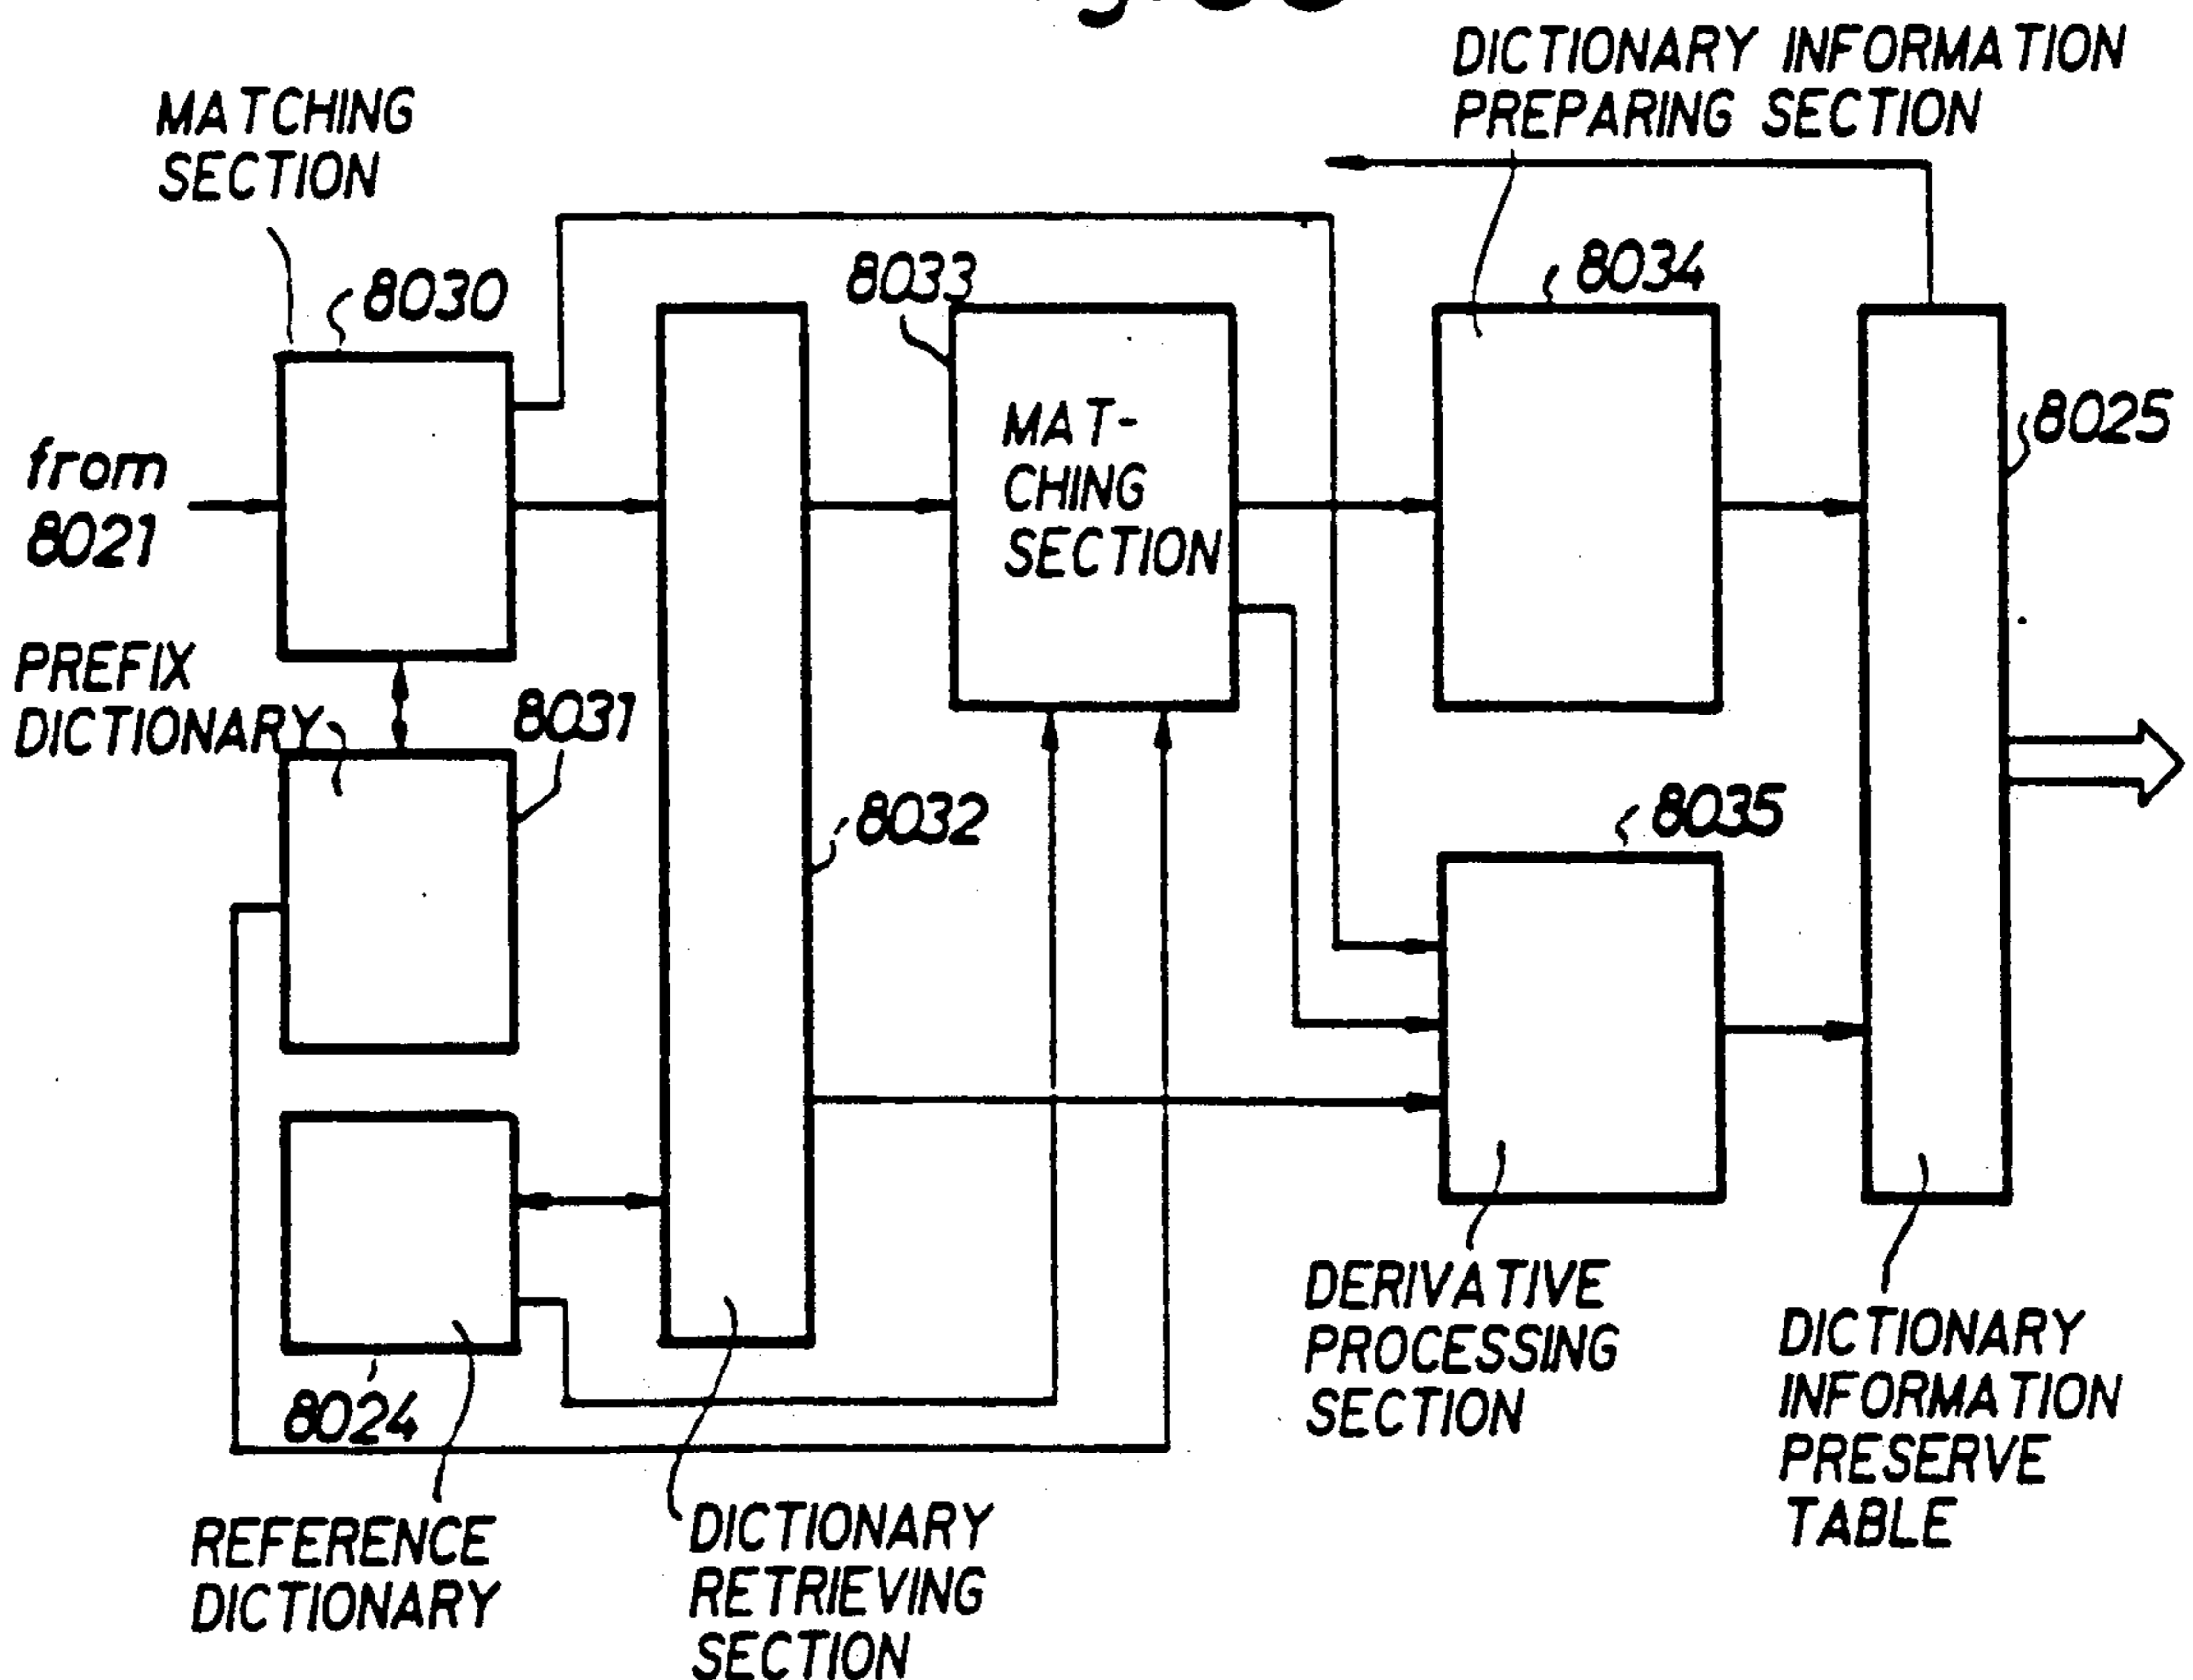 DICTIONARY INFORMATION
PREPARING SECTION
MATCHING
SECTION
8030
8033
8034
8025
from
8021
MAT-
CHING
SECTION
PREFIX
DICTIONARY
8031
8032
8035
8024
DERIVATIVE
PROCESSING
SECTION
DICTIONARY
INFORMATION
PRESERVE
TABLE
REFERENCE
DICTIONARY
DICTIONARY
RETRIEVING
SECTION